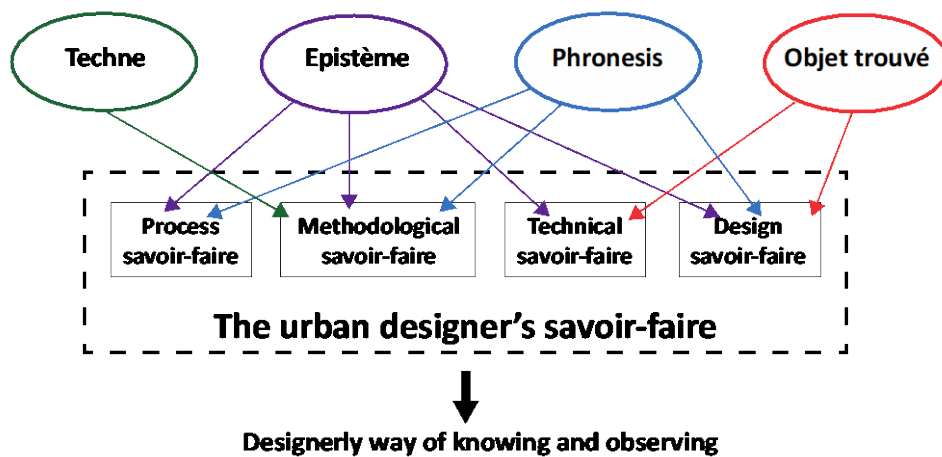 Techne
Epistème
Phronesis
Objet trouvé
Process
savoir-faire
Methodological
savoir-faire
Technical
savoir-faire
Design
savoir-faire
The urban designer’s savoir-faire
Designerly way of knowing and observing